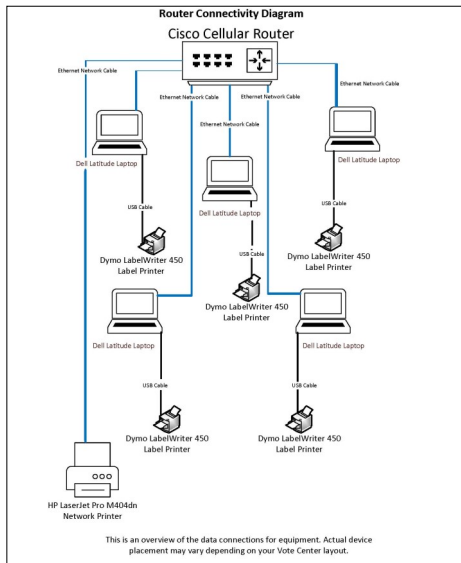 Router Connectivity Diagram
Cisco Cellular Router
Ethernet Network Cable
Ethernet Network Cable
Ethernet Network Cable
Ethernet Network Cable
Ethernet Network Cable
Dell Latitude Laptop
Dell Latitude Laptop
Dell Latitude Laptop
USB Cable
USB Cable
USB Cable
Dymo LabelWriter 450
Label Printer
Dymo LabelWriter 450
Label Printer
Dymo LabelWriter 450
Label Printer
Dell Latitude Laptop
Dell Latitude Laptop
USB Cable
USB Cable
Dymo LabelWriter 450
Label Printer
Dymo LabelWriter 450
Label Printer
HP LaserJet Pro M404dn
Network Printer
This is an overview of the data connections for equipment. Actual device
placement may vary depending on your Vote Center layout.